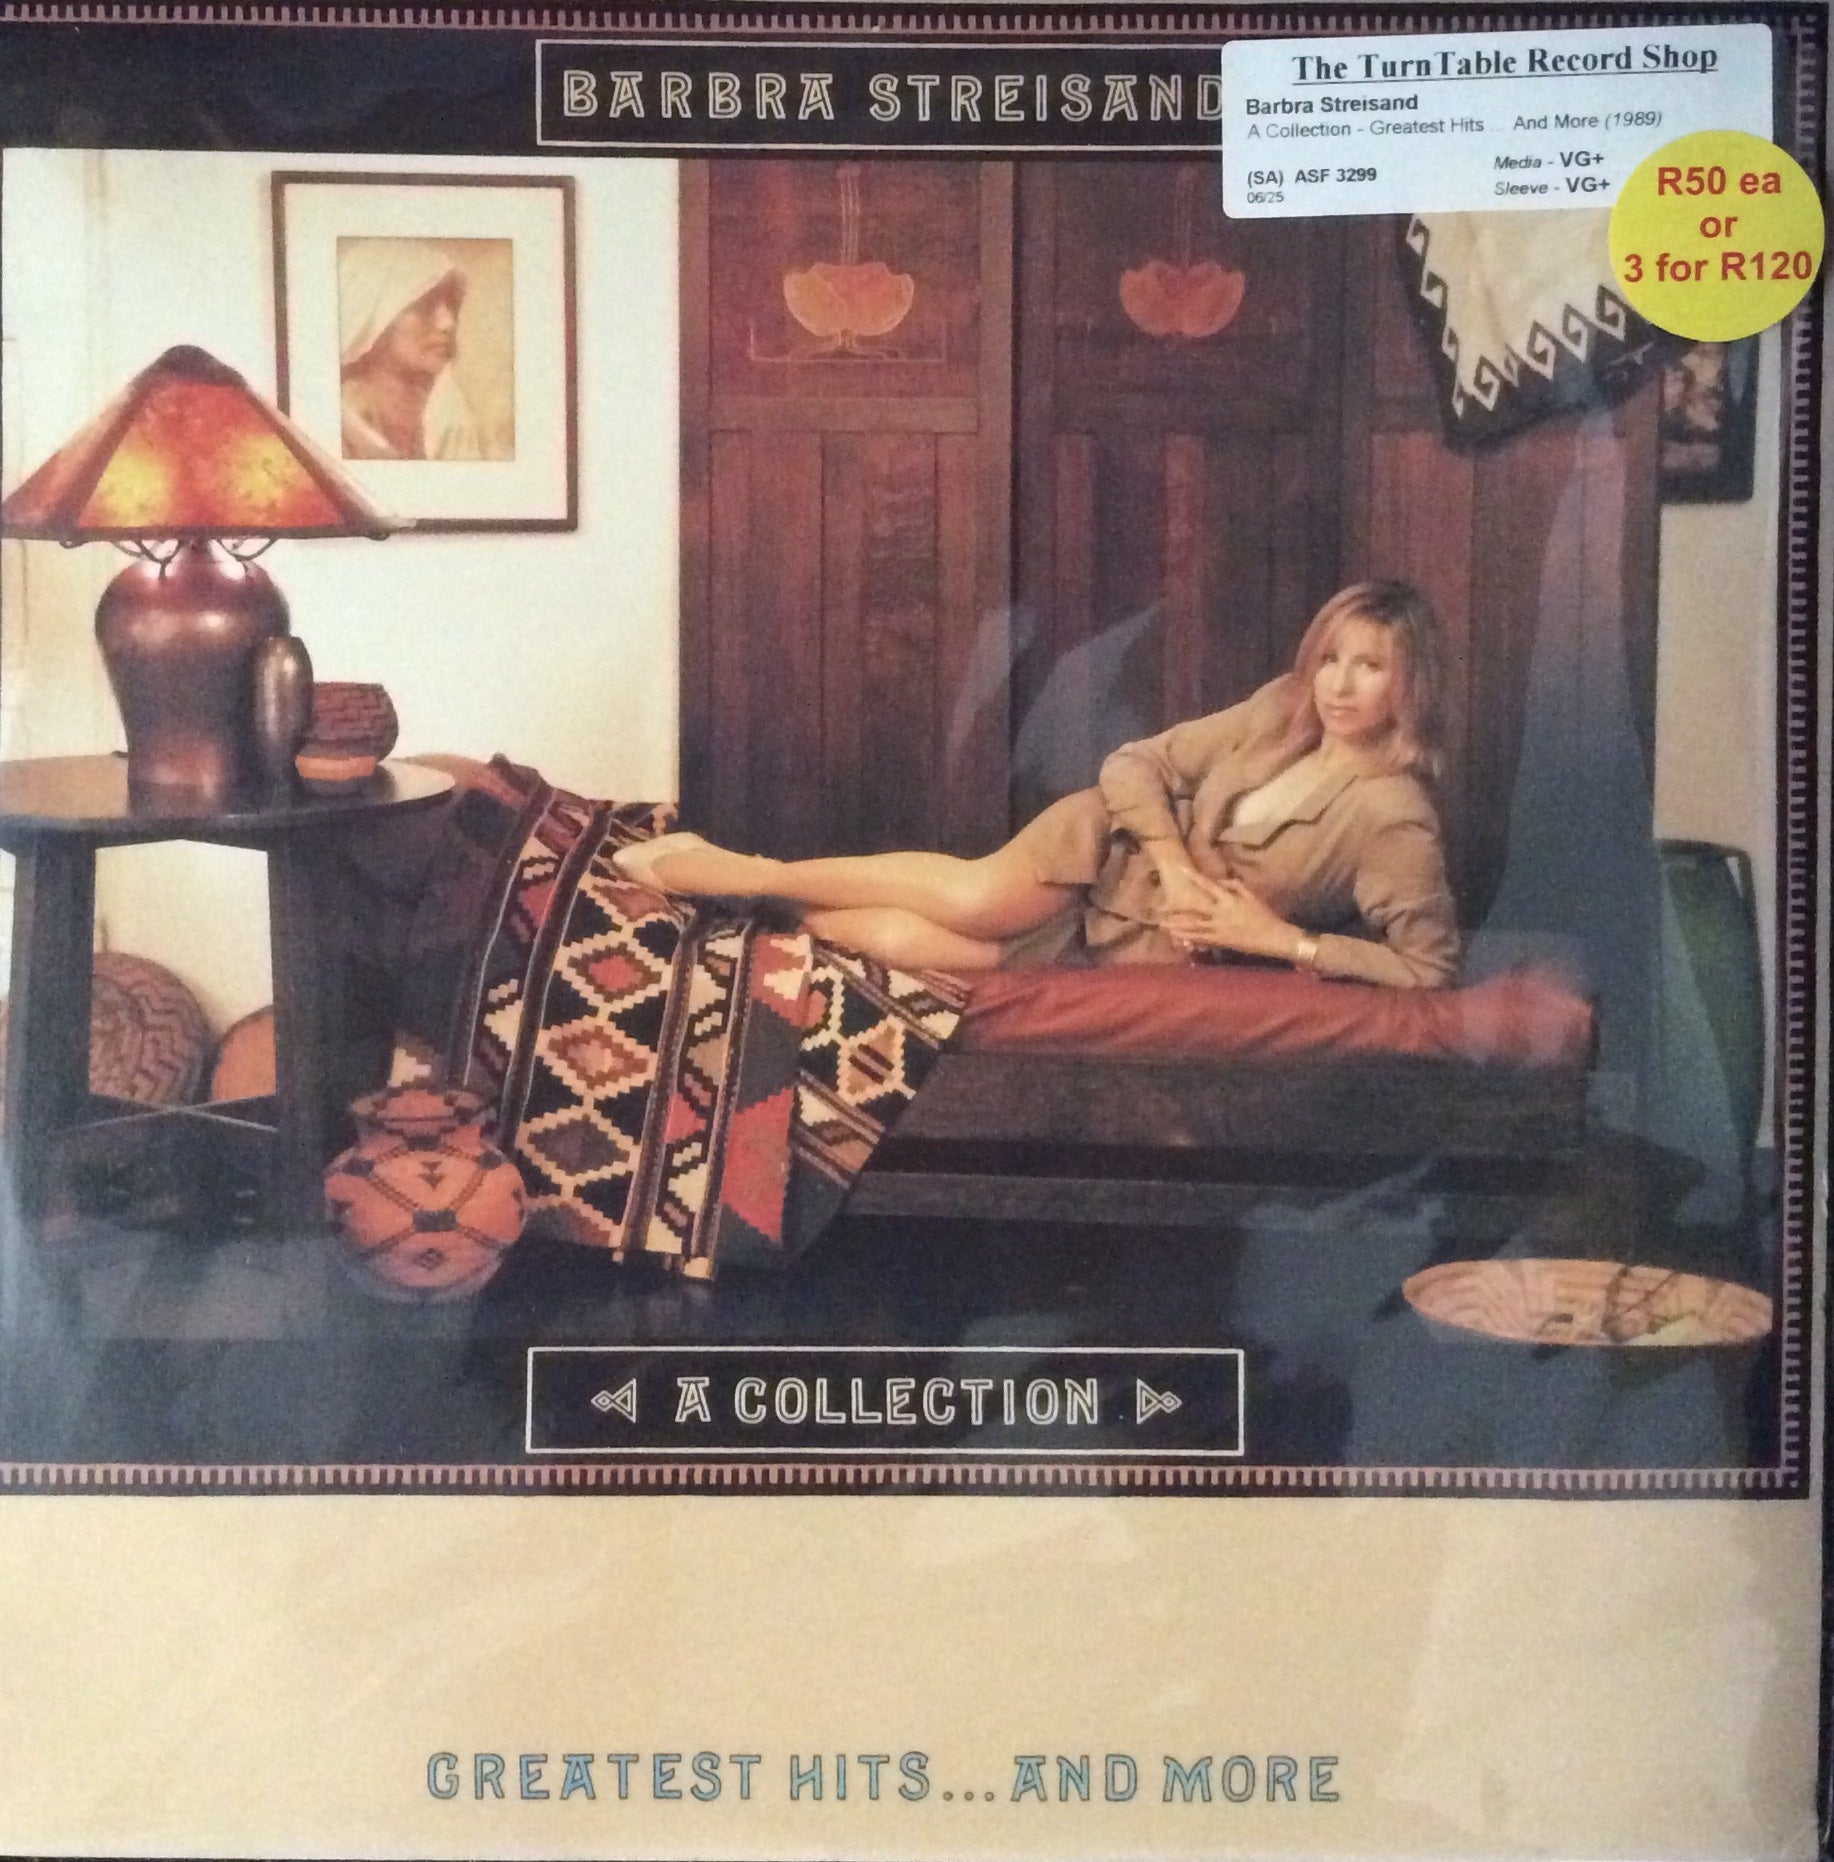 BARBRA STREISAND
The TurnTable Record Shop
Barbra Streisand
A Collection - Greatest Hits ... And More (1989)
Media - VG+
(SA) ASF 3299
Sleeve - VG+
06/25
R50 ea
or
3 for R120
A COLLECTION
GREATEST HITS...AND MORE